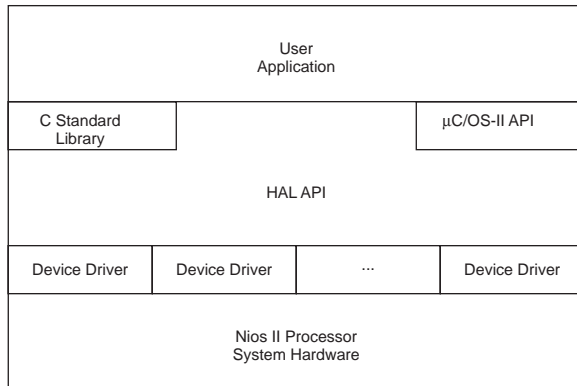 User
Application
C Standard
Library
μC/OS-II API
HAL API
Device Driver
Device Driver
...
Device Driver
Nios II Processor
System Hardware